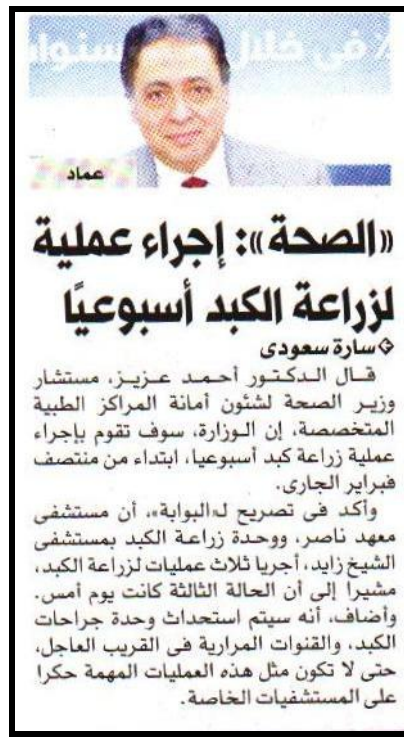 ٪ فى خلال سنوات
عماد
«الصحة»: إجراء عملية
لزراعة الكبد أسبوعيًا
◊سارة سعودى
قال الدكتور أحمد عزيز، مستشار
وزير الصحة لشئون أمانة المراكز الطبية
المتخصصة، إن الوزارة، سوف تقوم بإجراء
عملية زراعة كبد أسبوعيا، ابتداء من منتصف
فبراير الجارى.
وأكد فى تصريح لـ«البوابة»، أن مستشفى
معهد ناصر، ووحدة زراعة الكبد بمستشفى
الشيخ زايد، أجريا ثلاث عمليات لزراعة الكبد،
مشيرا إلى أن الحالة الثالثة كانت يوم أمس.
وأضاف، أنه سيتم استحداث وحدة جراحات
الكبد، والقنوات المرارية فى القريب العاجل،
حتى لا تكون مثل هذه العمليات المهمة حكرا
على المستشفيات الخاصة.